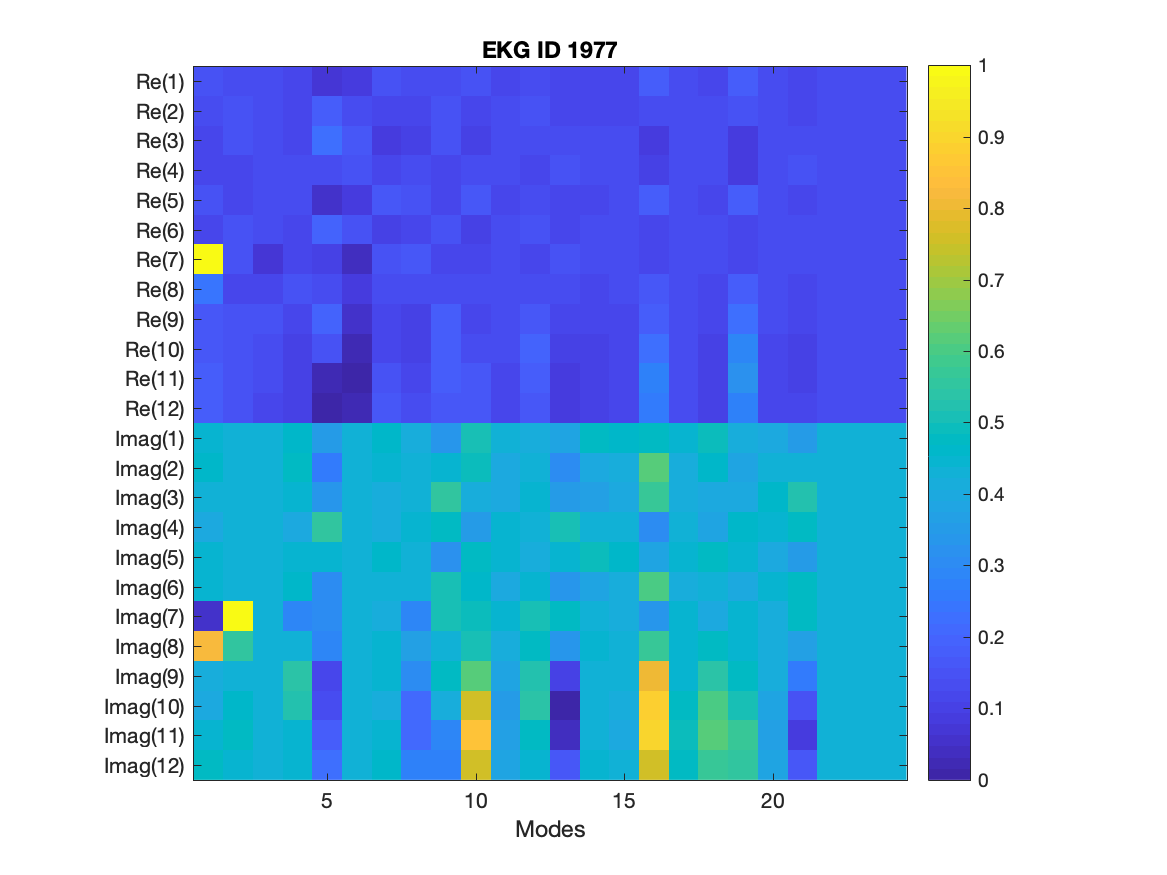 EKG ID 1977
Re(1)
Re(2)
Re(3)
Re(4)
Re(5)
Re(6)
Re(7)
Re(8)
Re(9)
Re(10)
Re(11)
Re(12)
Imag(1)
Imag(2)
Imag(3)
Imag(4)
Imag(5)
Imag(6)
Imag(7)
Imag(8)
Imag(9)
Imag(10)
Imag(11)
Imag(12)
5 10 15 20
Modes
1
0.9
0.8
0.7
0.6
0.5
0.4
0.3
0.2
0.1
0